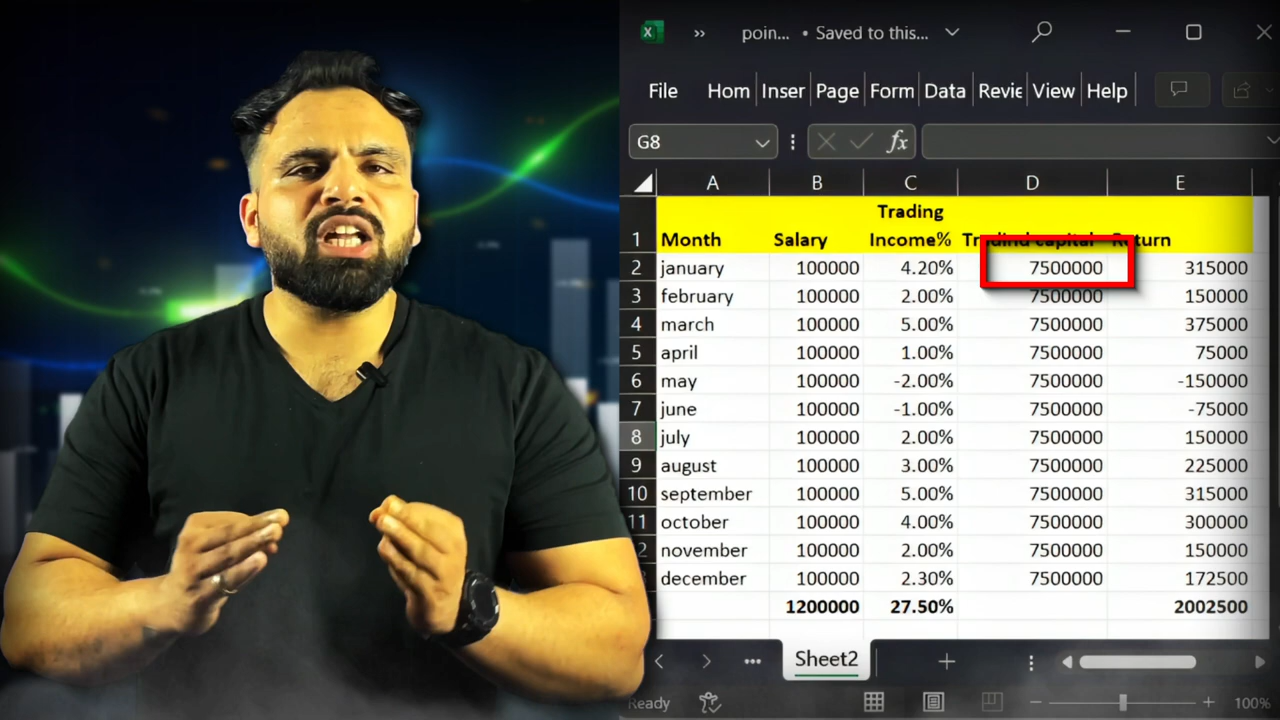 poin... • Saved to this...
File Hom Inser Page Form Data Revie View Help
G8 fx
A B C D E
Trading
1 Month Salary Income% Tradind capital Return
2 january 100000 4.20% 7500000 315000
3 february 100000 2.00% 7500000 150000
4 march 100000 5.00% 7500000 375000
5 april 100000 1.00% 7500000 75000
6 may 100000 -2.00% 7500000 -150000
7 june 100000 -1.00% 7500000 -75000
8 july 100000 2.00% 7500000 150000
9 august 100000 3.00% 7500000 225000
10 september 100000 5.00% 7500000 315000
11 october 100000 4.00% 7500000 300000
2 november 100000 2.00% 7500000 150000
december 100000 2.30% 7500000 172500
1200000 27.50% 2002500
Sheet2
Ready 100%